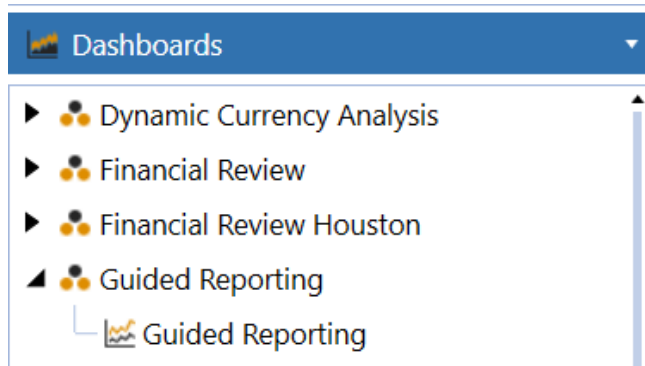 Dashboards
Dynamic Currency Analysis
Financial Review
Financial Review Houston
Guided Reporting
Guided Reporting